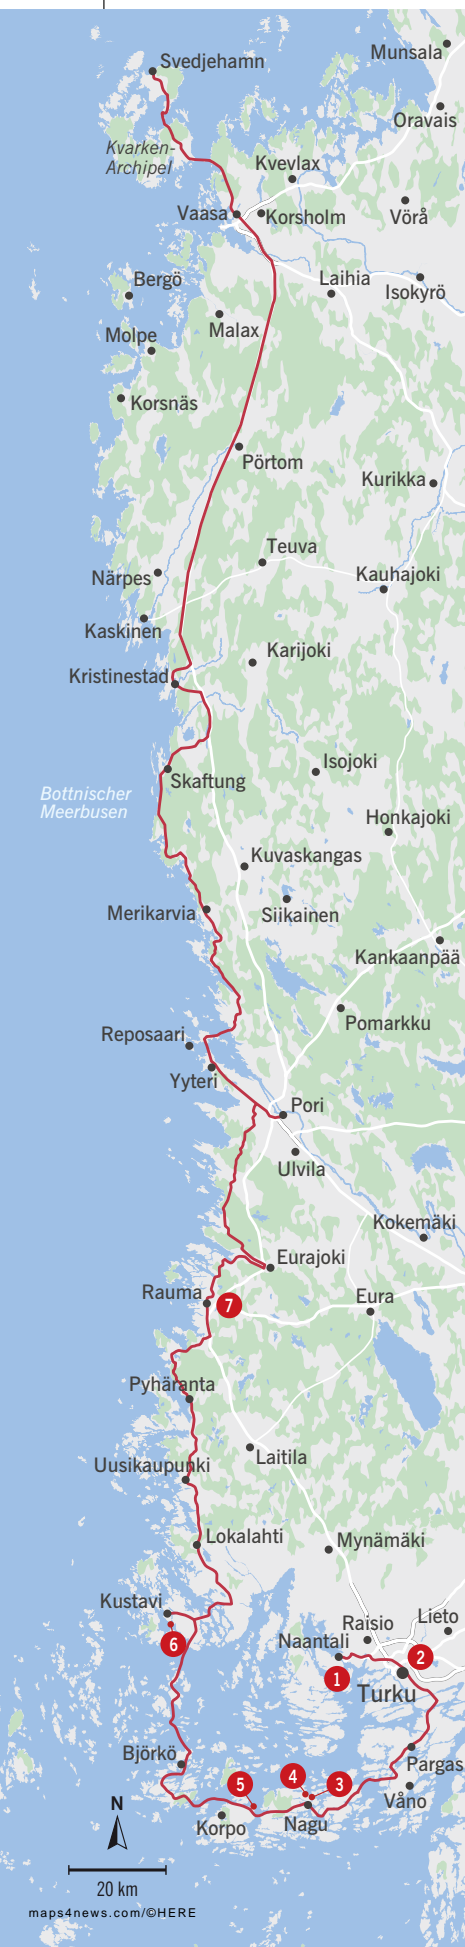 Svedjehamn
Munsala
Oravais
Kvarken-
Archipel
Kvevlax
Vaasa
Korsholm
Vörå
Bergö
Laihia
Isokyrö
Malax
Molpe
Korsnäs
Pörtom
Kurikka
Teuva
Närpes
Kauhajoki
Kaskinen
Karijoki
Kristinestad
Isojoki
Skaftung
Bottnischer
Meerbusen
Honkajoki
Kuvaskangas
Merikarvia
Siikainen
Kankaanpää
Pomarkku
Reposaari
Yyteri
Pori
Ulvila
Kokemäki
Eurajoki
Rauma
7
Eura
Pyhäranta
Laitila
Uusikaupunki
Lokalahti
Mynämäki
Kustavi
6
Raisio
Lieto
Naantali
1
2
Turku
Björkö
Pargas
5
4
3
Våno
Korpo
Nagu
N
20 km
maps4news.com/©HERE